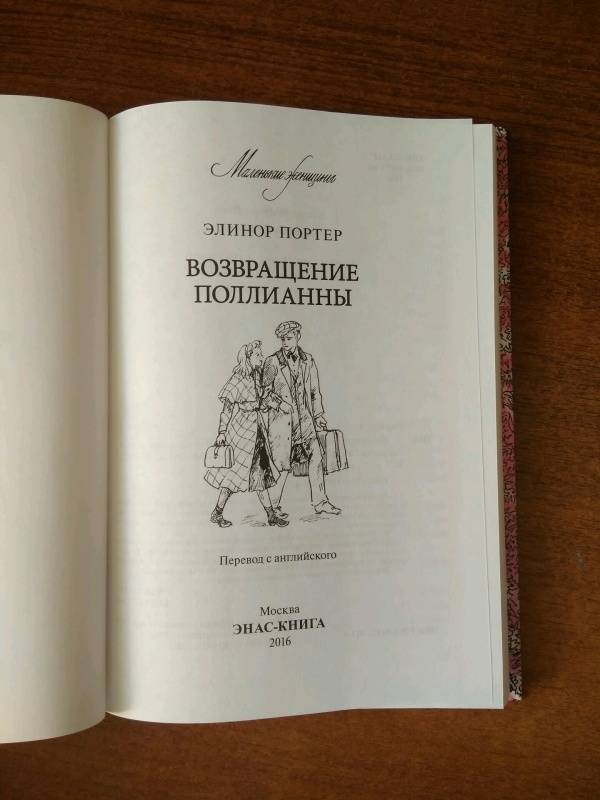 Маленькие женщины
ЭЛИНОР ПОРТЕР
ВОЗВРАЩЕНИЕ
ПОЛЛИАННЫ
Перевод с английского
Москва
ЭНАС-КНИГА
2016